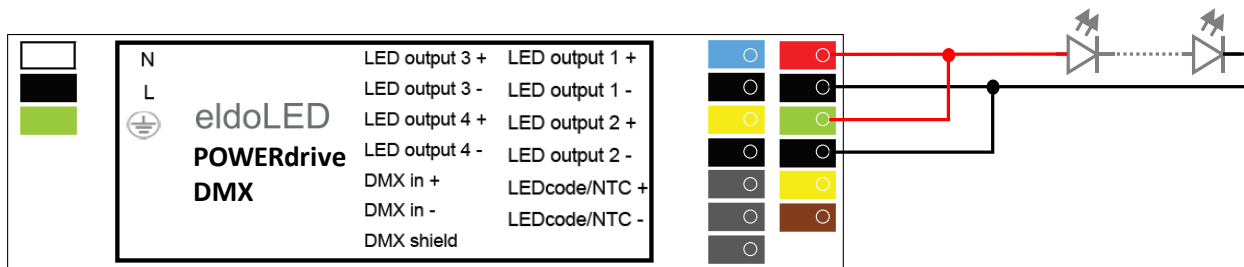 N
L
eldoLED
POWERdrive
DMX
LED output 3 +
LED output 3 -
LED output 4 +
LED output 4 -
DMX in +
DMX in -
DMX shield
LED output 1 +
LED output 1 -
LED output 2 +
LED output 2 -
LEDcode/NTC +
LEDcode/NTC -